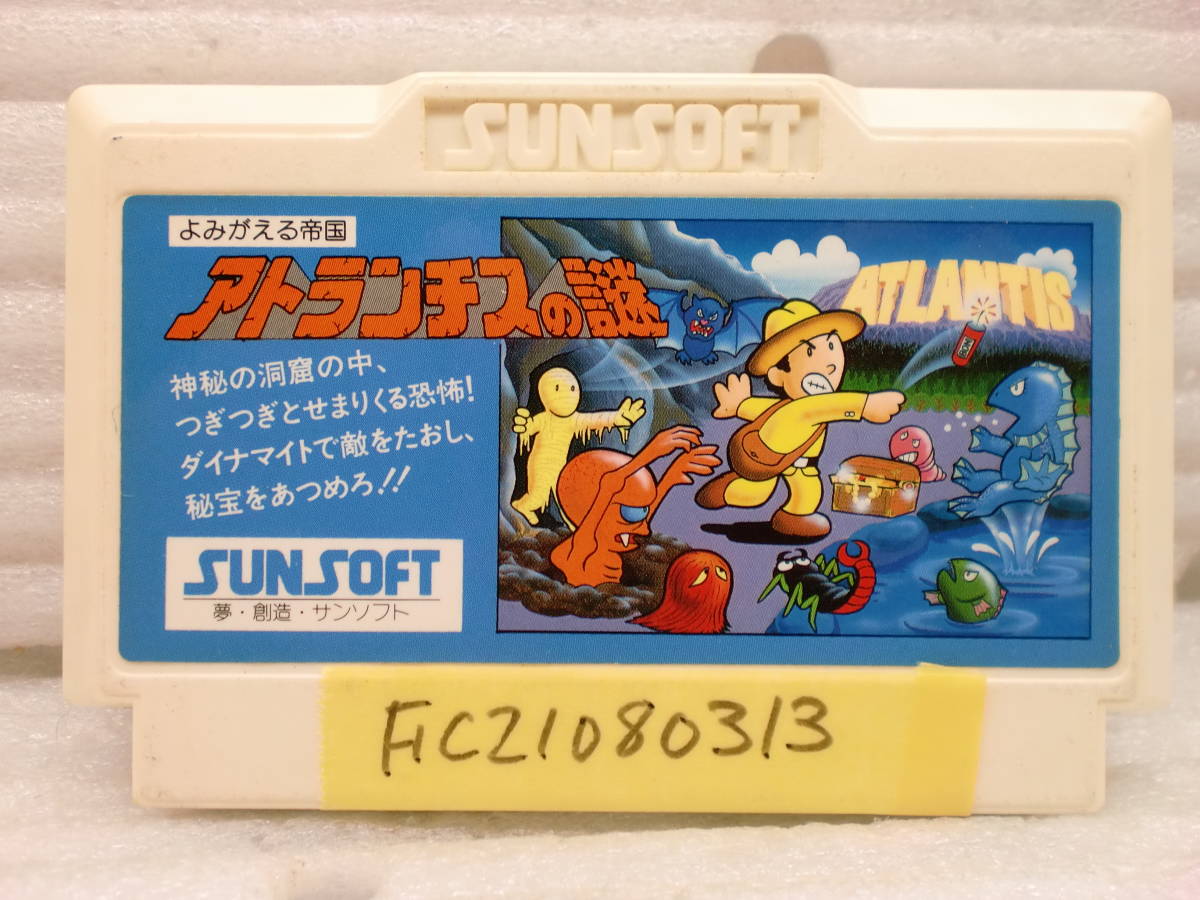 SUNSOFT
よみがえる帝国
アトランチスの謎
ATLANTIS
神秘の洞窟の中、
つぎつぎとせまりくる恐怖!
ダイナマイトで敵をたおし、
秘宝をあつめろ!!
SUNSOFT
夢・創造・サンソフト
FIC21080313